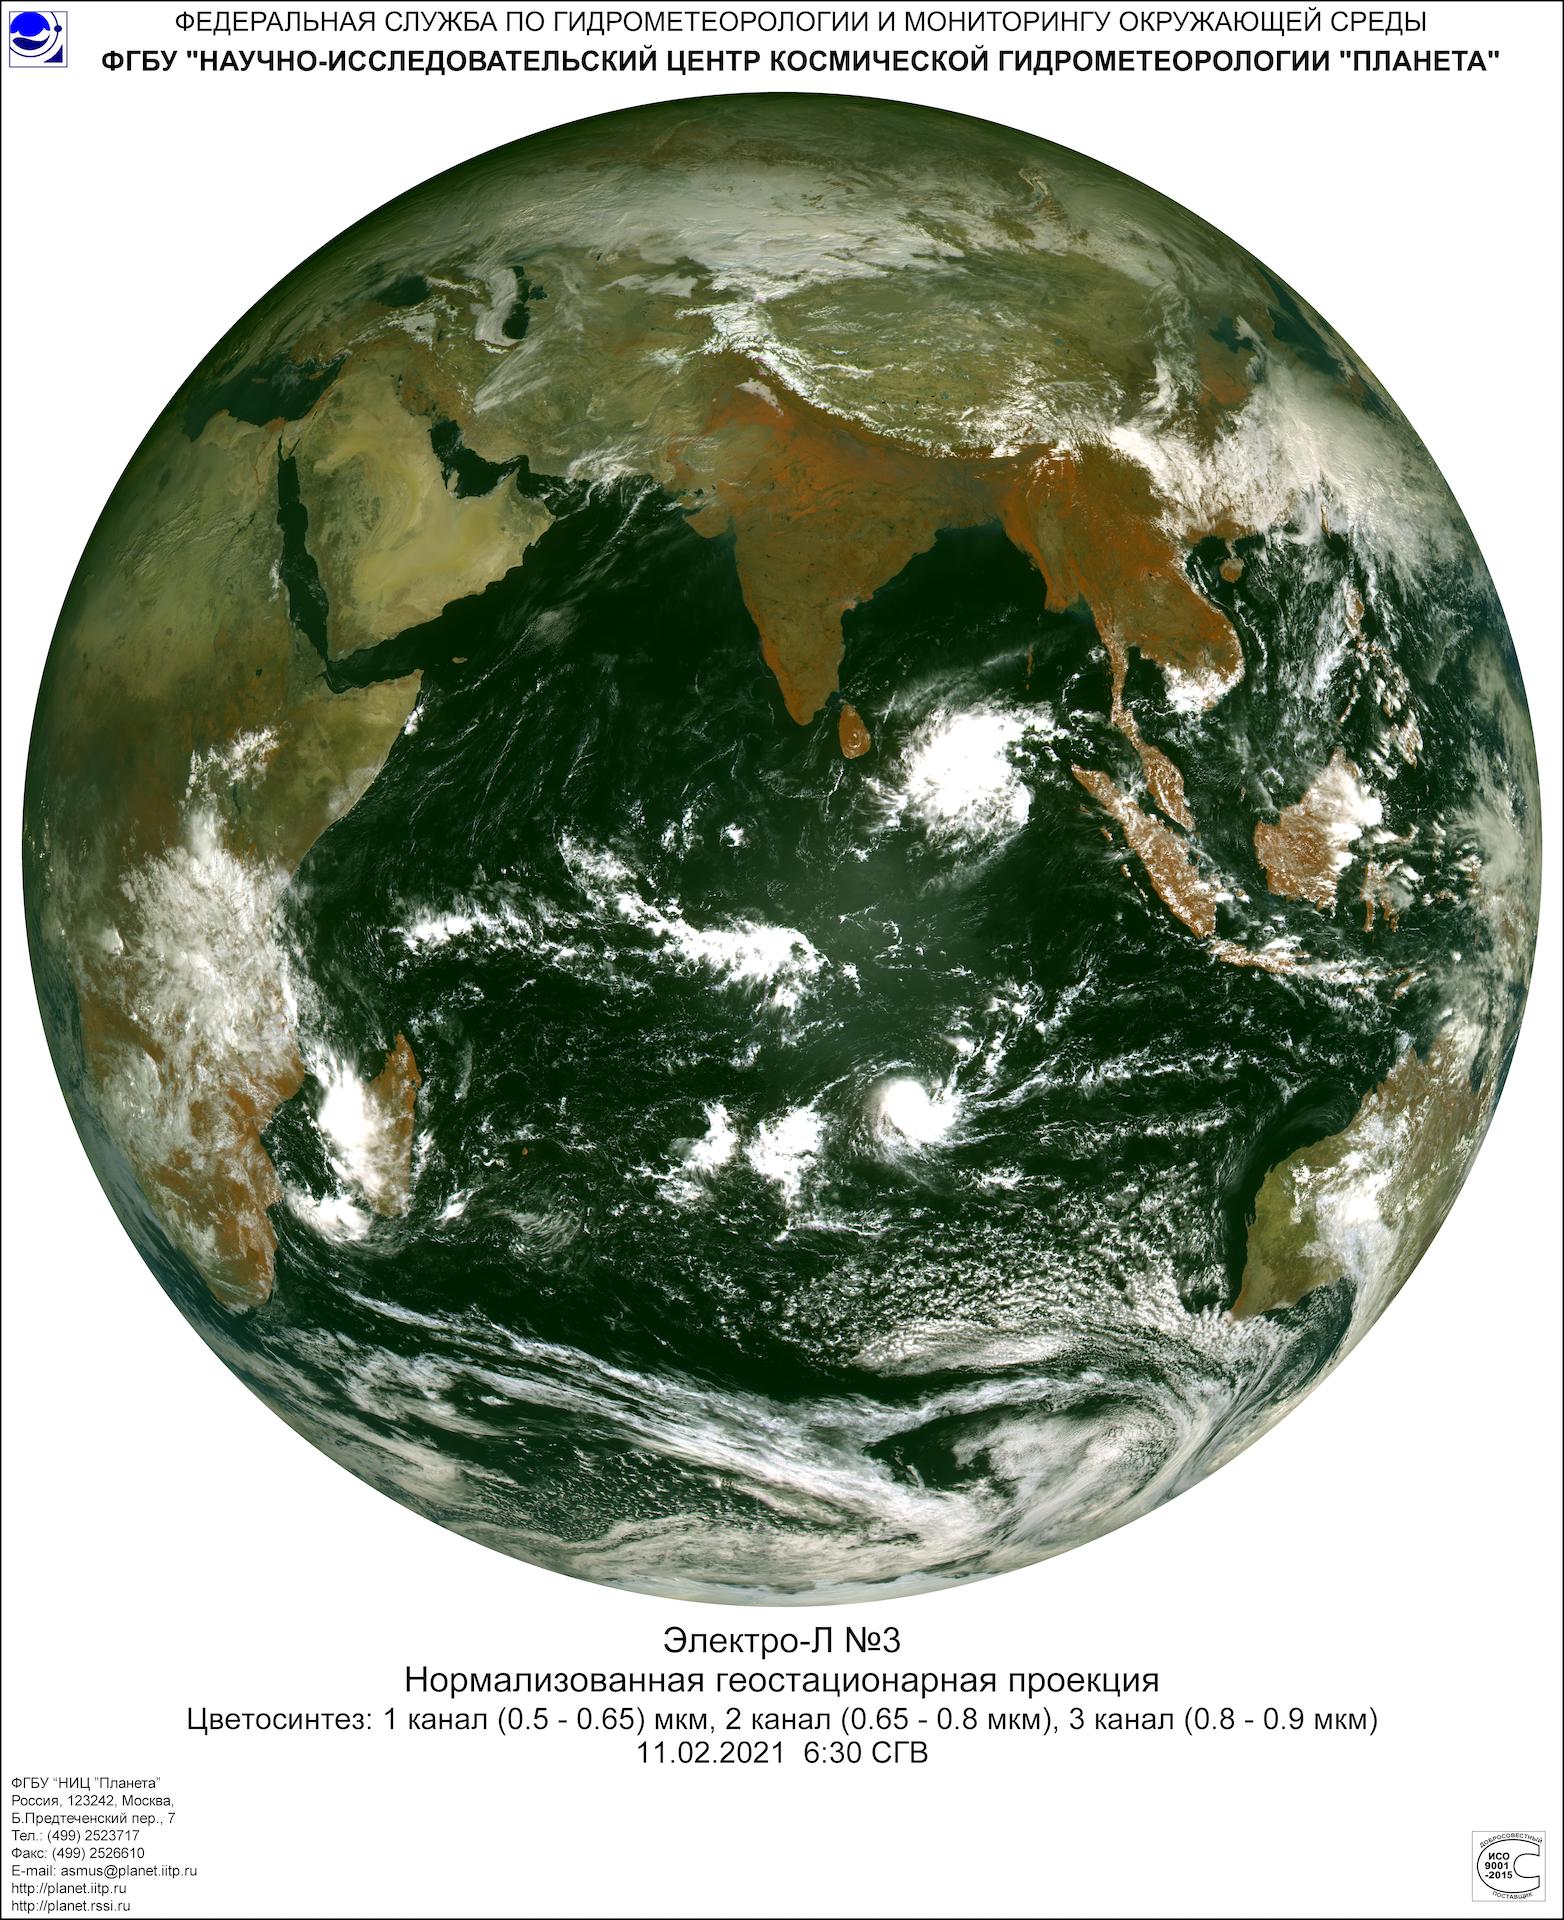 ФЕДЕРАЛЬНАЯ СЛУЖБА ПО ГИДРОМЕТЕОРОЛОГИИ И МОНИТОРИНГУ ОКРУЖАЮЩЕЙ СРЕДЫ
ФГБУ "НАУЧНО-ИССЛЕДОВАТЕЛЬСКИЙ ЦЕНТР КОСМИЧЕСКОЙ ГИДРОМЕТЕОРОЛОГИИ "ПЛАНЕТА"
Электро-Л №3
Нормализованная геостационарная проекция
Цветосинтез: 1 канал (0.5 - 0.65) мкм, 2 канал (0.65 - 0.8 мкм), 3 канал (0.8 - 0.9 мкм)
11.02.2021 6:30 СГВ
ФГБУ “НИЦ ”Планета”
Россия, 123242, Москва,
Б.Предтеченский пер., 7
Тел.: (499) 2523717
Факс: (499) 2526610
E-mail: asmus@planet.iitp.ru
http://planet.iitp.ru
http://planet.rssi.ru
ДОБРОСОВЕСТНЫЙ
ИСО
9001
-2015
ПОСТАВЩИК